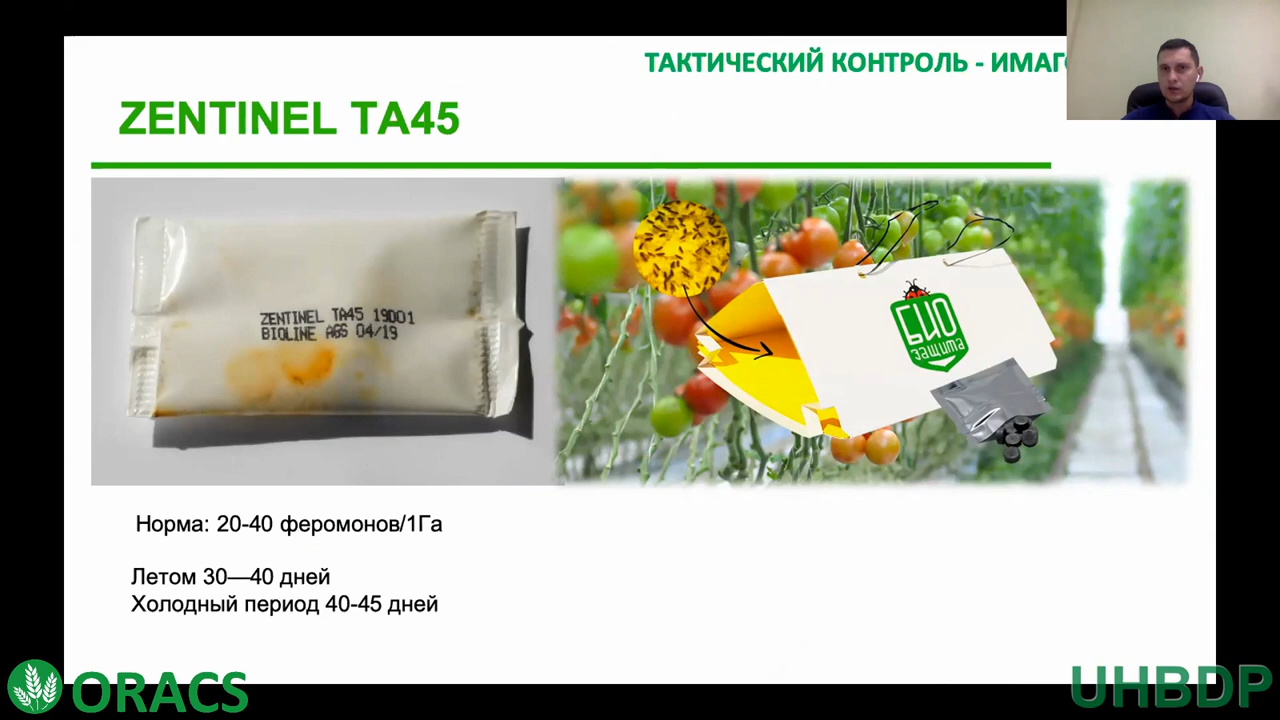 ТАКТИЧЕСКИЙ КОНТРОЛЬ - ИМАГО
ZENTINEL TA45
ZENTINEL TA45 19D01
BIOLINE AGS 04/19
БИО
защита
Норма: 20-40 феромонов/1Га
Летом 30—40 дней
Холодный период 40-45 дней
ORACS
UHBDP